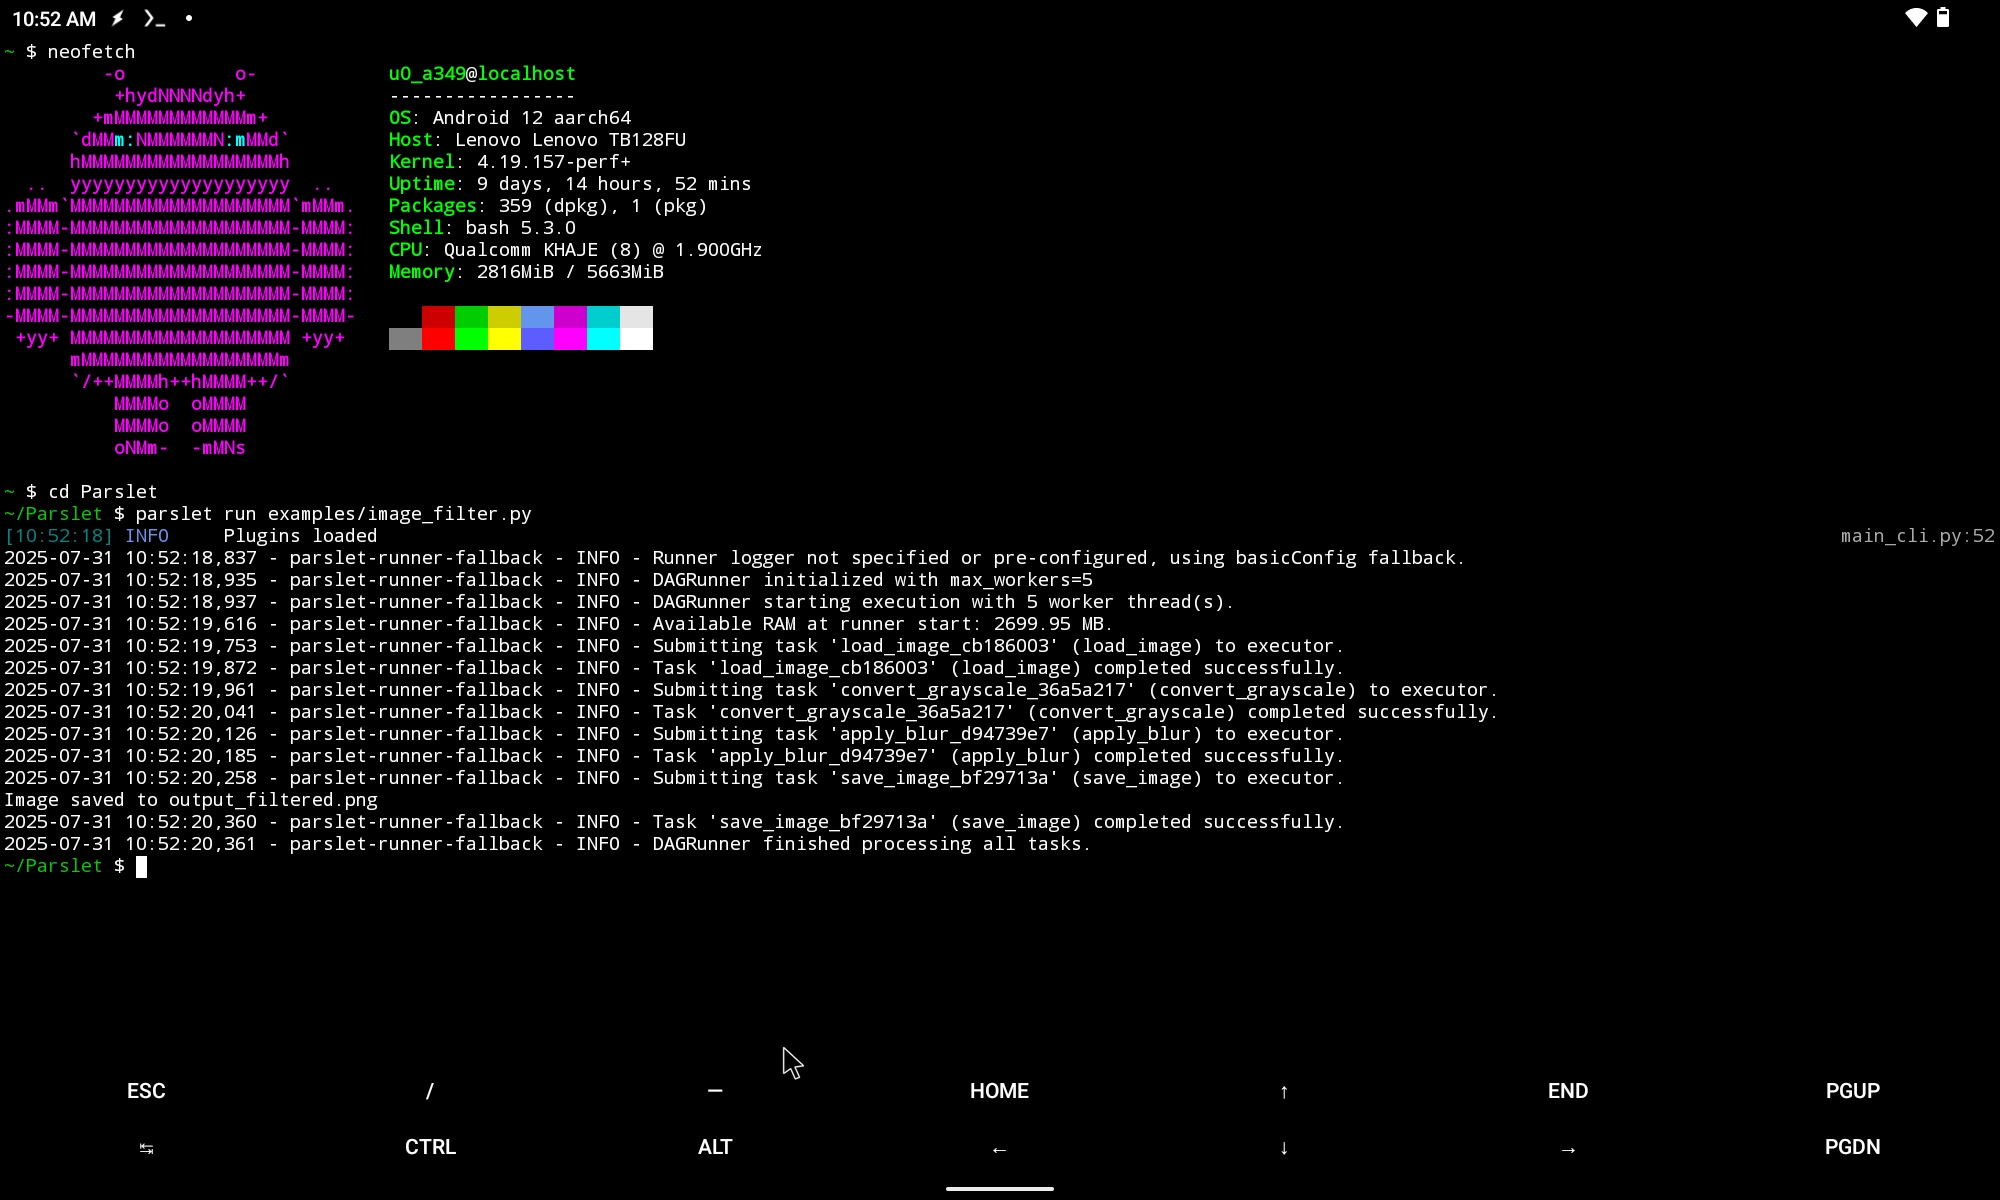 10:52 AM
~ $ neofetch
         -o          o-
          +hydNNNNdyh+
        +mMMMMMMMMMMMMm+
      `dMMm:NMMMMMMN:mMMd`
      hMMMMMMMMMMMMMMMMMMh
  ..  yyyyyyyyyyyyyyyyyyyy  ..
.mMMm`MMMMMMMMMMMMMMMMMMMM`mMMm.
:MMMM-MMMMMMMMMMMMMMMMMMMM-MMMM:
:MMMM-MMMMMMMMMMMMMMMMMMMM-MMMM:
:MMMM-MMMMMMMMMMMMMMMMMMMM-MMMM:
:MMMM-MMMMMMMMMMMMMMMMMMMM-MMMM:
-MMMM-MMMMMMMMMMMMMMMMMMMM-MMMM-
 +yy+ MMMMMMMMMMMMMMMMMMMM +yy+
      mMMMMMMMMMMMMMMMMMMm
      `/++MMMMh++hMMMM++/`
          MMMMo  oMMMM
          MMMMo  oMMMM
          oNMm-  -mMNs
u0_a349@localhost
-----------------
OS: Android 12 aarch64
Host: Lenovo Lenovo TB128FU
Kernel: 4.19.157-perf+
Uptime: 9 days, 14 hours, 52 mins
Packages: 359 (dpkg), 1 (pkg)
Shell: bash 5.3.0
CPU: Qualcomm KHAJE (8) @ 1.900GHz
Memory: 2816MiB / 5663MiB
~ $ cd Parslet
~/Parslet $ parslet run examples/image_filter.py
[10:52:18] INFO     Plugins loaded main_cli.py:52
2025-07-31 10:52:18,837 - parslet-runner-fallback - INFO - Runner logger not specified or pre-configured, using basicConfig fallback.
2025-07-31 10:52:18,935 - parslet-runner-fallback - INFO - DAGRunner initialized with max_workers=5
2025-07-31 10:52:18,937 - parslet-runner-fallback - INFO - DAGRunner starting execution with 5 worker thread(s).
2025-07-31 10:52:19,616 - parslet-runner-fallback - INFO - Available RAM at runner start: 2699.95 MB.
2025-07-31 10:52:19,753 - parslet-runner-fallback - INFO - Submitting task 'load_image_cb186003' (load_image) to executor.
2025-07-31 10:52:19,872 - parslet-runner-fallback - INFO - Task 'load_image_cb186003' (load_image) completed successfully.
2025-07-31 10:52:19,961 - parslet-runner-fallback - INFO - Submitting task 'convert_grayscale_36a5a217' (convert_grayscale) to executor.
2025-07-31 10:52:20,041 - parslet-runner-fallback - INFO - Task 'convert_grayscale_36a5a217' (convert_grayscale) completed successfully.
2025-07-31 10:52:20,126 - parslet-runner-fallback - INFO - Submitting task 'apply_blur_d94739e7' (apply_blur) to executor.
2025-07-31 10:52:20,185 - parslet-runner-fallback - INFO - Task 'apply_blur_d94739e7' (apply_blur) completed successfully.
2025-07-31 10:52:20,258 - parslet-runner-fallback - INFO - Submitting task 'save_image_bf29713a' (save_image) to executor.
Image saved to output_filtered.png
2025-07-31 10:52:20,360 - parslet-runner-fallback - INFO - Task 'save_image_bf29713a' (save_image) completed successfully.
2025-07-31 10:52:20,361 - parslet-runner-fallback - INFO - DAGRunner finished processing all tasks.
~/Parslet $
ESC / — HOME ↑ END PGUP
↹ CTRL ALT ← ↓ → PGDN